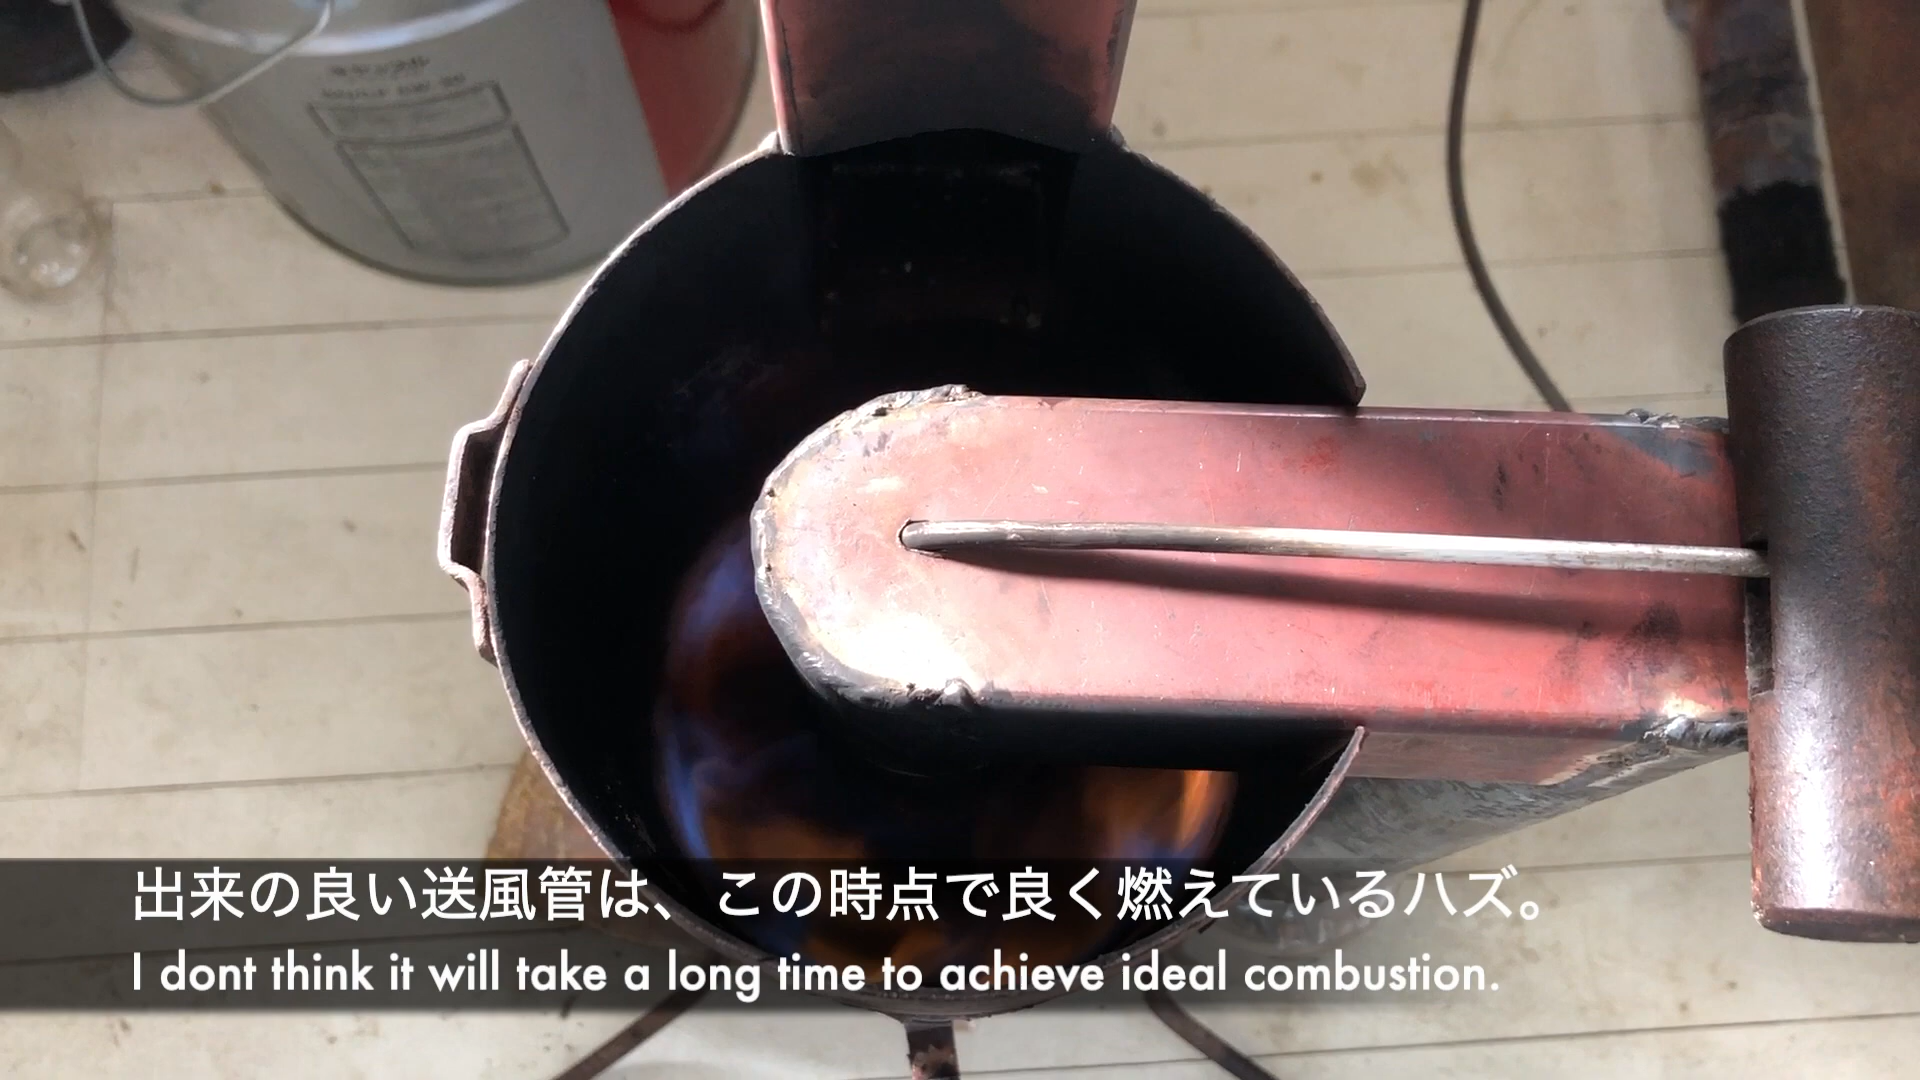 出来の良い送風管は、この時点で良く燃えているハズ。
I dont think it will take a long time to achieve ideal combustion.